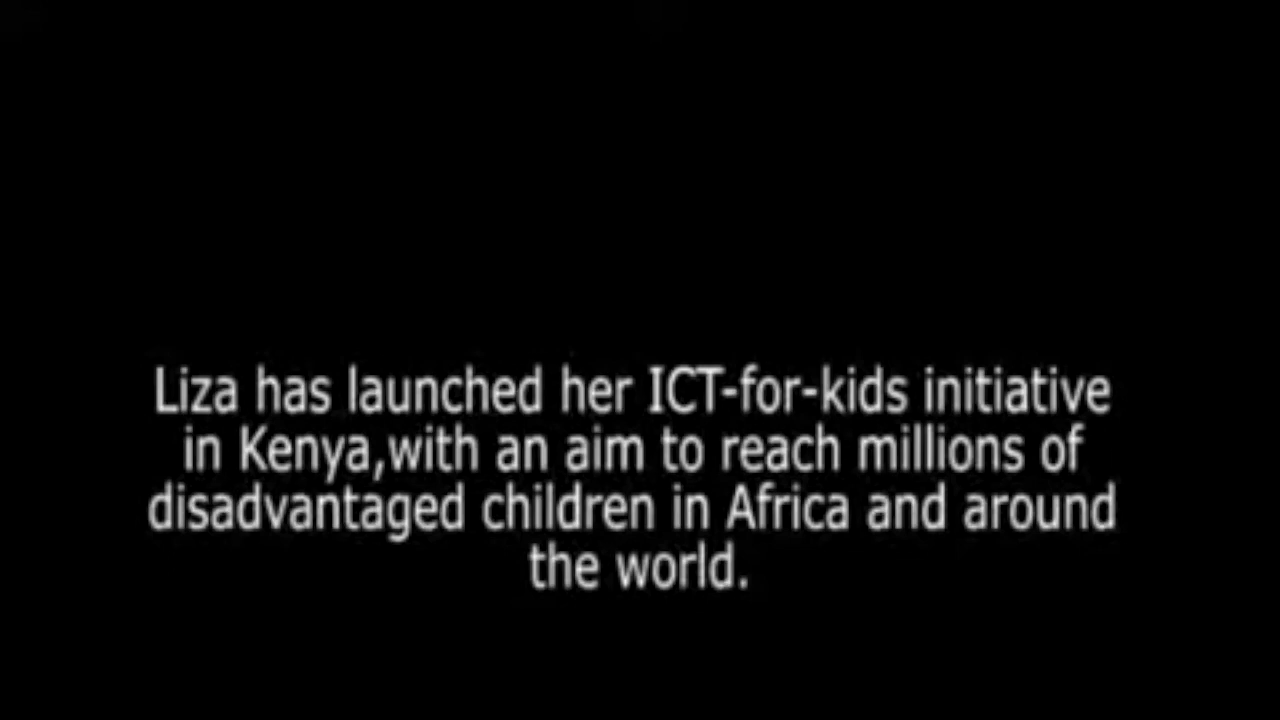 Liza has launched her ICT-for-kids initiative
in Kenya,with an aim to reach millions of
disadvantaged children in Africa and around
the world.